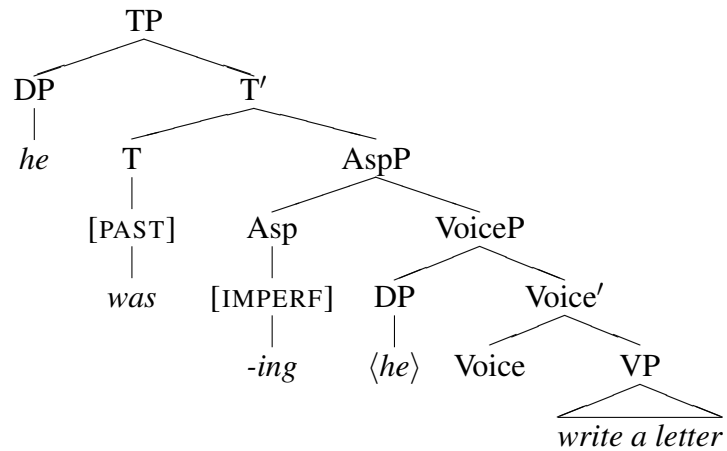 TP
DP T′
he T AspP
[PAST] Asp VoiceP
was [IMPERF] DP Voice′
-ing ⟨he⟩ Voice VP
write a letter